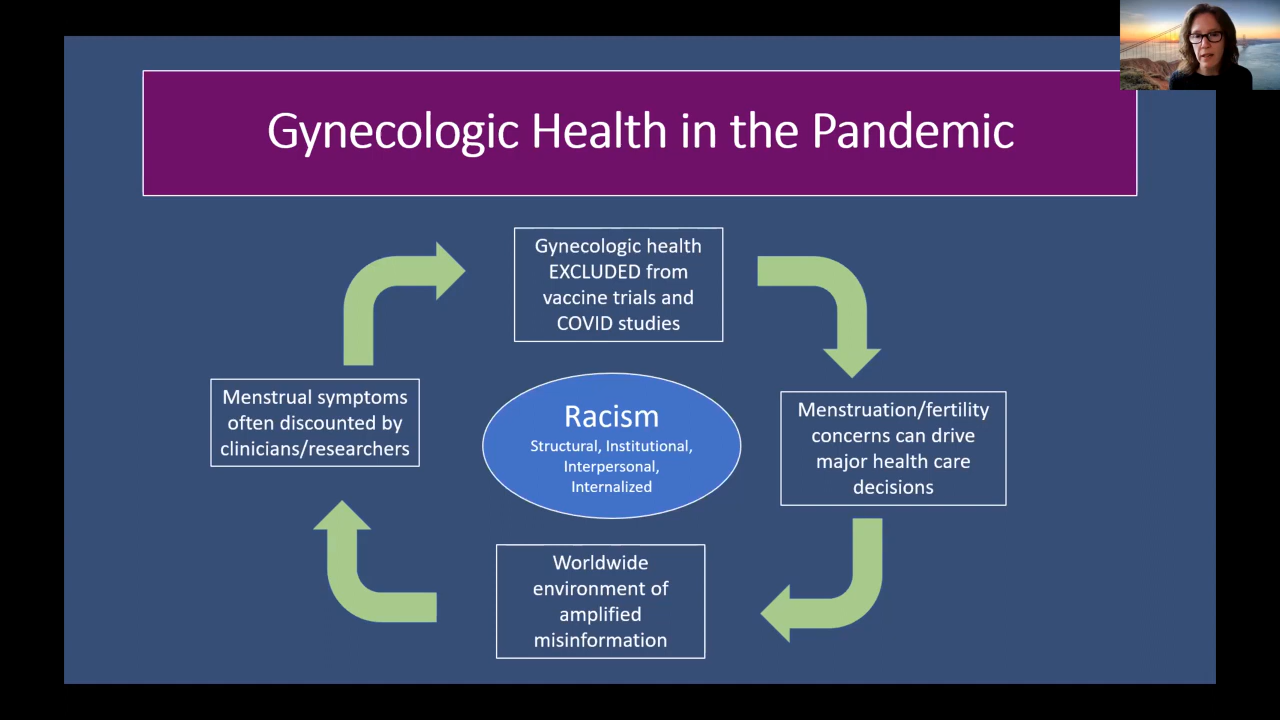 Gynecologic Health in the Pandemic
Gynecologic health
EXCLUDED from
vaccine trials and
COVID studies
Menstruation/fertility
concerns can drive
major health care
decisions
Worldwide
environment of
amplified
misinformation
Menstrual symptoms
often discounted by
clinicians/researchers
Racism
Structural, Institutional,
Interpersonal,
Internalized